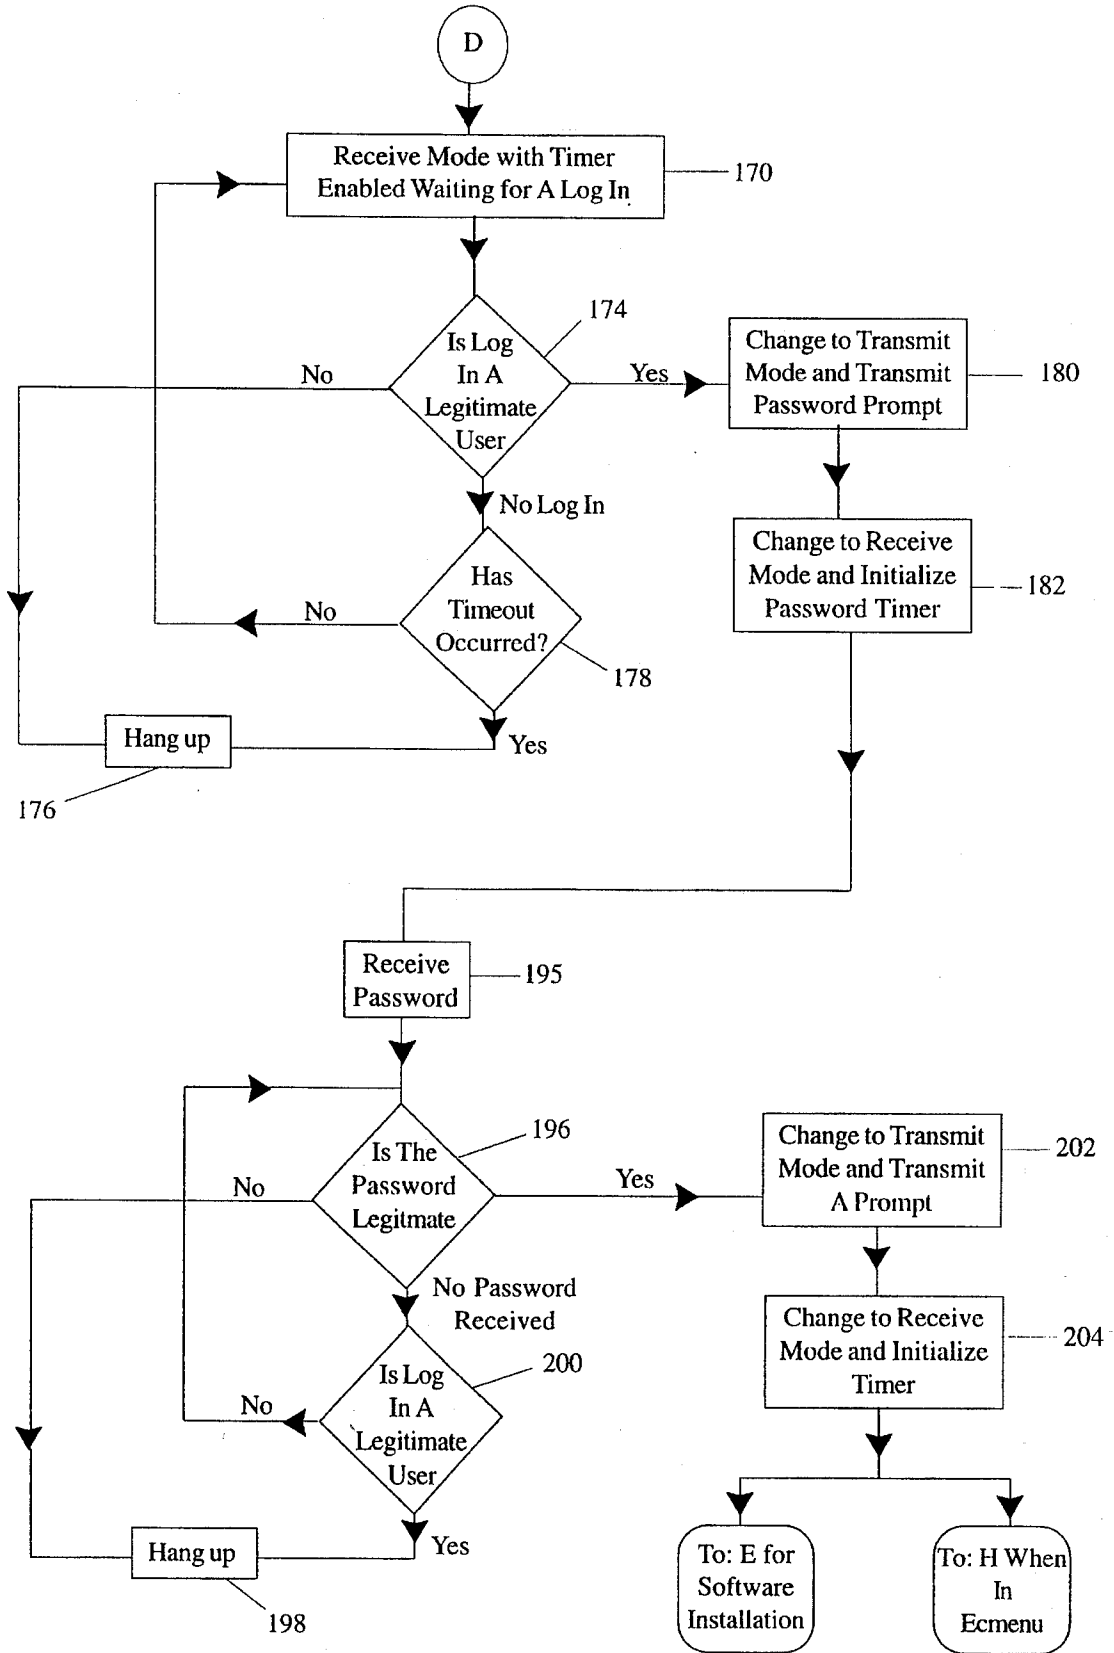 D
Receive Mode with Timer
Enabled Waiting for A Log In
170
174
Is Log
In A
Legitimate
User
No
Yes
Change to Transmit
Mode and Transmit
Password Prompt
180
No Log In
Change to Receive
Mode and Initialize
Password Timer
182
Has
Timeout
Occurred?
No
178
Yes
Hang up
176
Receive
Password
195
196
Is The
Password
Legitmate
No
Yes
Change to Transmit
Mode and Transmit
A Prompt
202
No Password
Received
Change to Receive
Mode and Initialize
Timer
204
200
Is Log
In A
Legitimate
User
No
Yes
Hang up
198
To: E for
Software
Installation
To: H When
In
Ecmenu